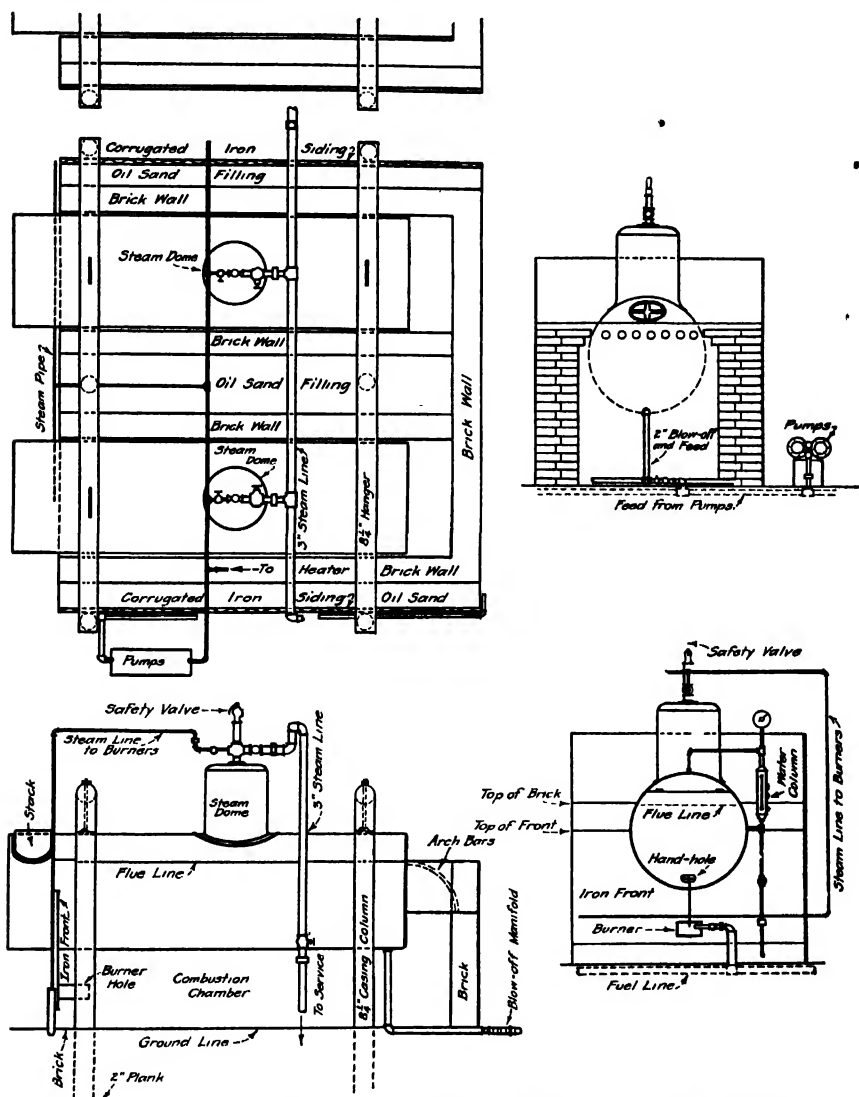 Corrugated Iron Siding
Oil Sand Filling
Brick Wall
Steam Dome
Steam Pipe
Brick Wall
Oil Sand Filling
Brick Wall
Brick Wall
Steam Dome
3" Steam Line
8¼" Hanger
To Heater
Brick Wall
Corrugated Iron Siding
Oil Sand
Pumps
Pumps
2" Blow-off and Feed
Feed from Pumps
Safety Valve
Steam Line to Burners
Stack
Steam Dome
3" Steam Line
Arch Bars
Flue Line
Iron Front
Burner Hole
Combustion Chamber
To Service
8¼" Casing Column
Brick
Blow-off Manifold
Ground Line
Brick
2" Plank
Safety Valve
Steam Line to Burners
Water Column
Top of Brick
Flue Line
Top of Front
Hand-hole
Iron Front
Burner
Fuel Line